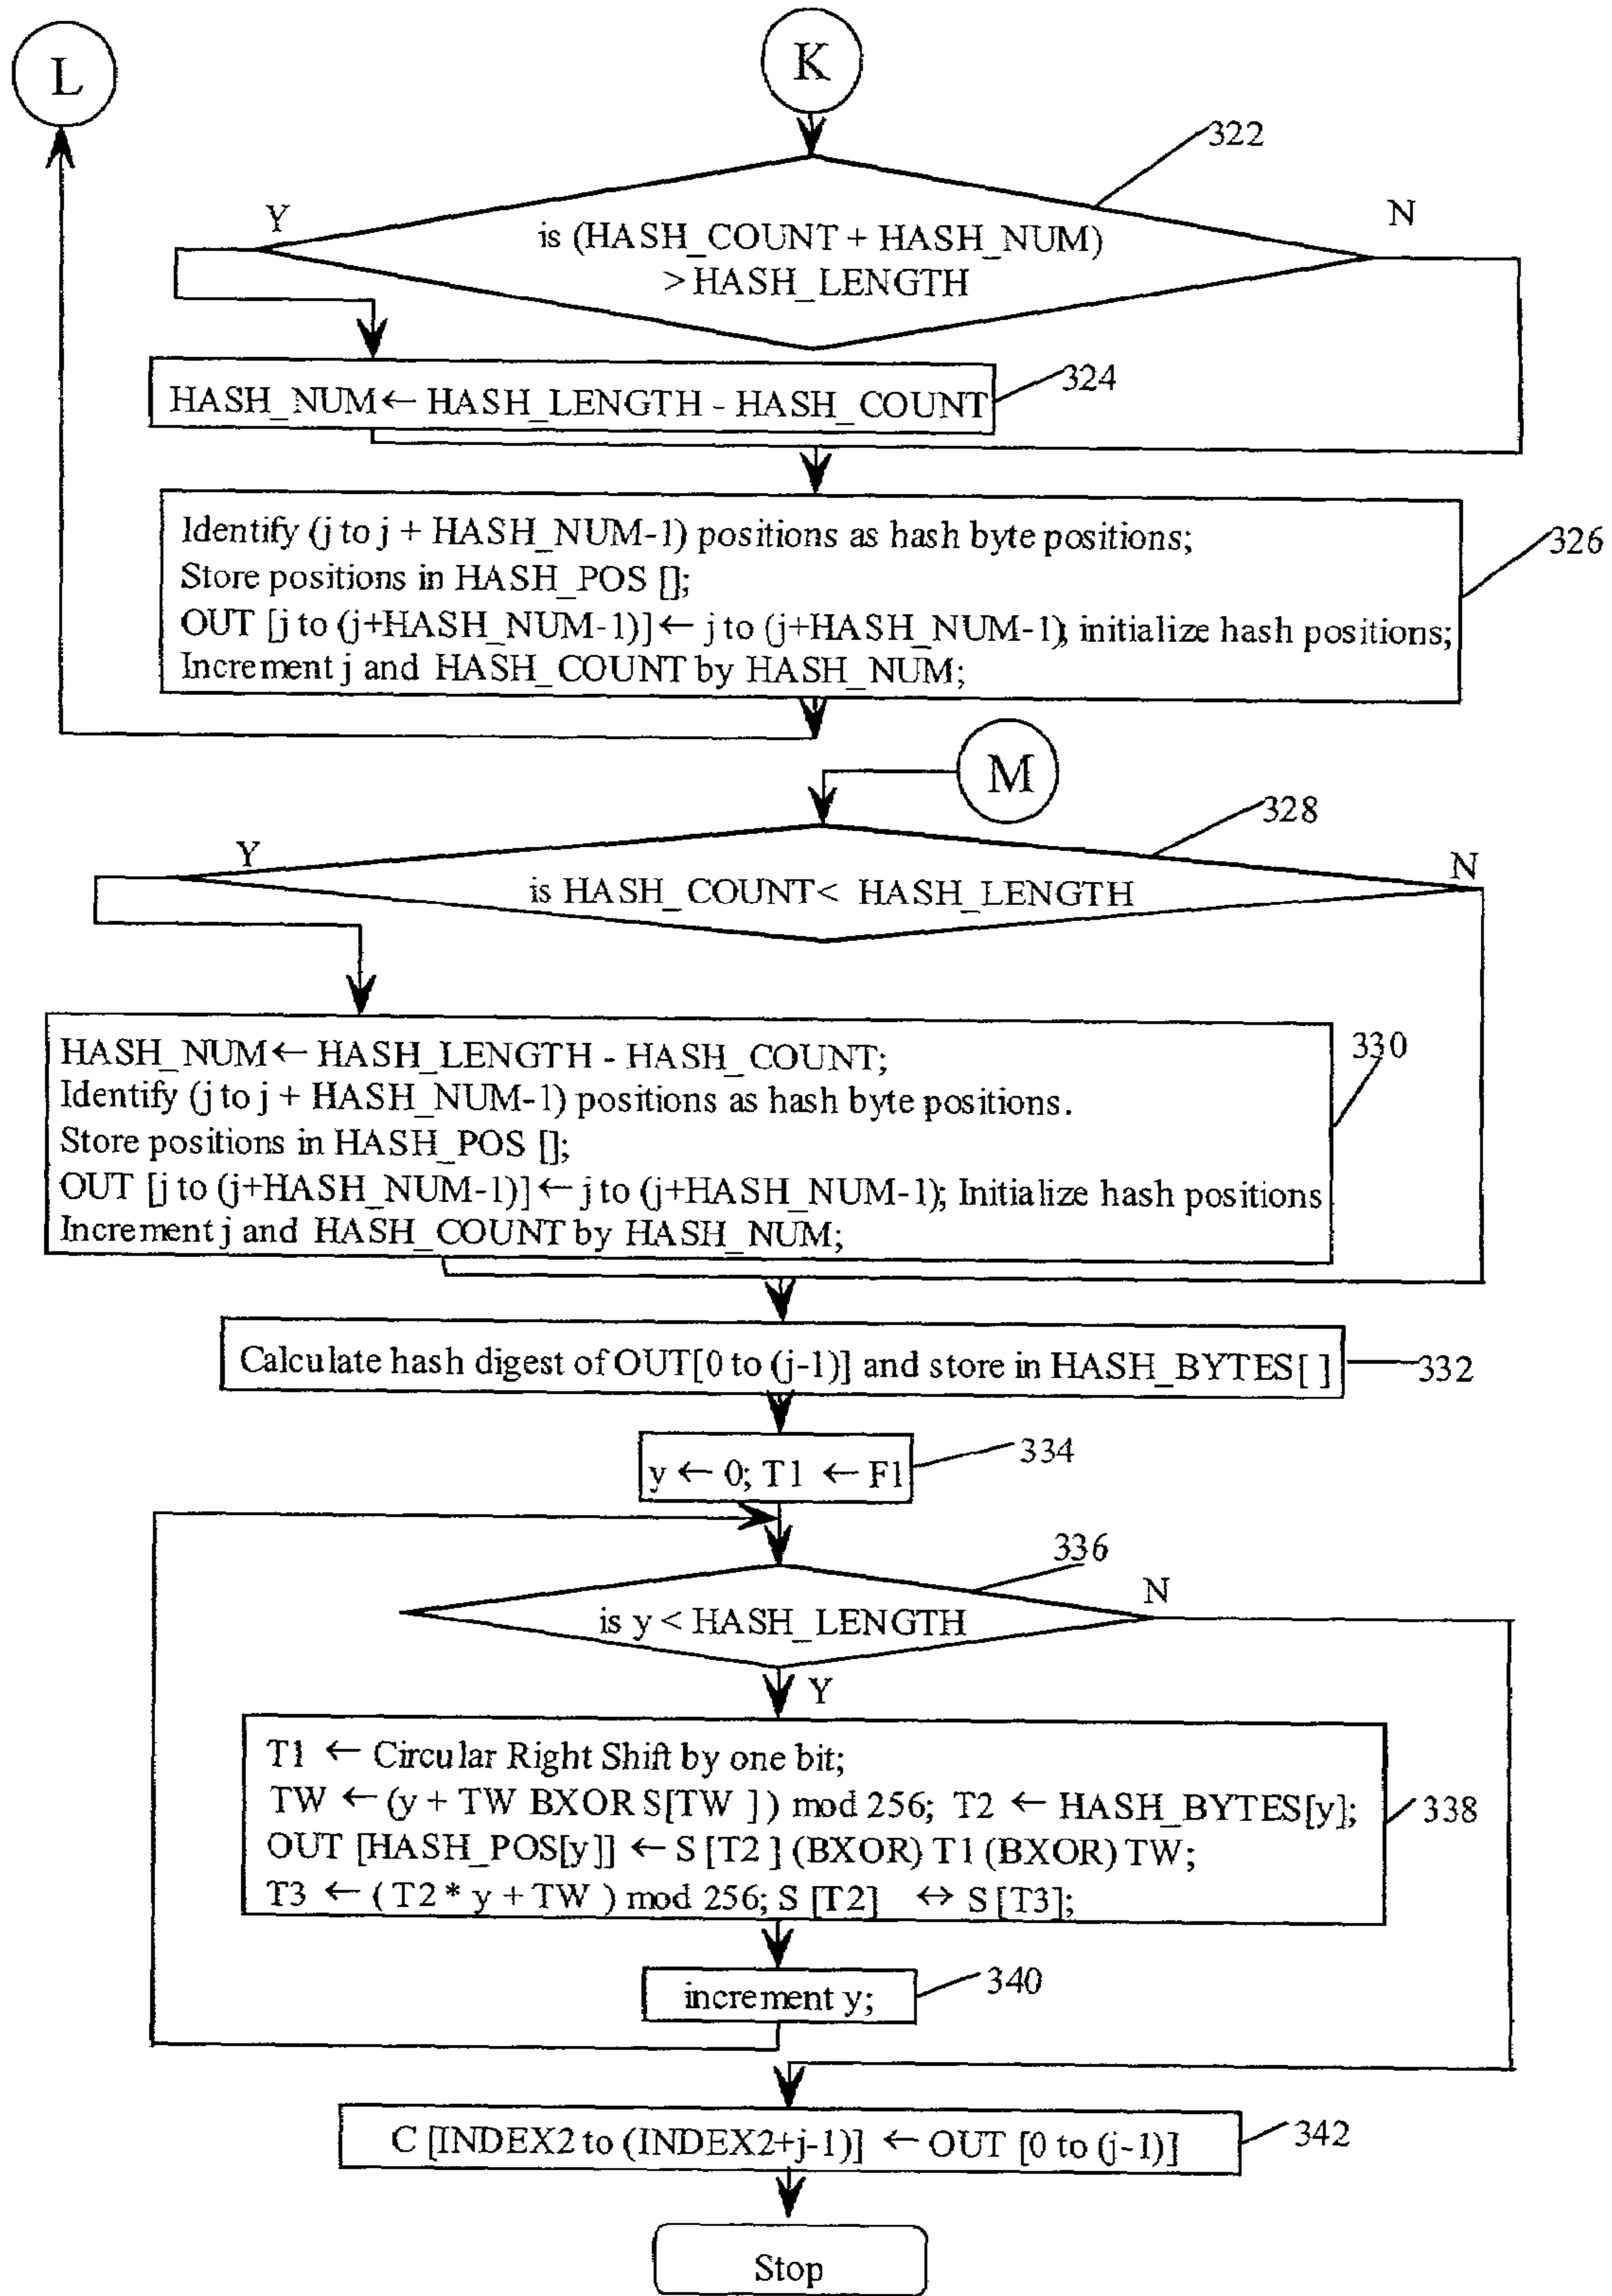 L
K
322
Y
N
is (HASH_COUNT + HASH_NUM)
> HASH_LENGTH
324
HASH_NUM ← HASH_LENGTH - HASH_COUNT
326
Identify (j to j + HASH_NUM-1) positions as hash byte positions;
Store positions in HASH_POS [];
OUT [j to (j+HASH_NUM-1)] ← j to (j+HASH_NUM-1), initialize hash positions;
Increment j and HASH_COUNT by HASH_NUM;
M
328
Y
N
is HASH_COUNT < HASH_LENGTH
330
HASH_NUM ← HASH_LENGTH - HASH_COUNT;
Identify (j to j + HASH_NUM-1) positions as hash byte positions.
Store positions in HASH_POS [];
OUT [j to (j+HASH_NUM-1)] ← j to (j+HASH_NUM-1); Initialize hash positions
Increment j and HASH_COUNT by HASH_NUM;
Calculate hash digest of OUT[0 to (j-1)] and store in HASH_BYTES[ ]
332
334
y ← 0; T1 ← F1
336
N
is y < HASH_LENGTH
Y
T1 ← Circular Right Shift by one bit;
TW ← (y + TW BXOR S[TW ]) mod 256; T2 ← HASH_BYTES[y];
338
OUT [HASH_POS[y]] ← S [T2 ] (BXOR) T1 (BXOR) TW;
T3 ← ( T2 * y + TW ) mod 256; S [T2] ↔ S [T3];
340
increment y;
C [INDEX2 to (INDEX2+j-1)] ← OUT [0 to (j-1)]
342
Stop